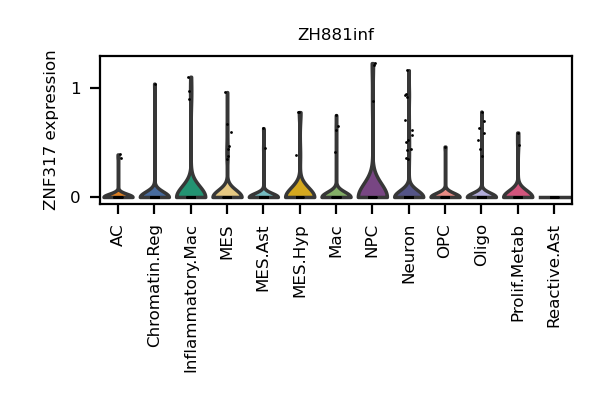 ZH881inf
ZNF317 expression
1
0
AC
Chromatin.Reg
Inflammatory.Mac
MES
MES.Ast
MES.Hyp
Mac
NPC
Neuron
OPC
Oligo
Prolif.Metab
Reactive.Ast